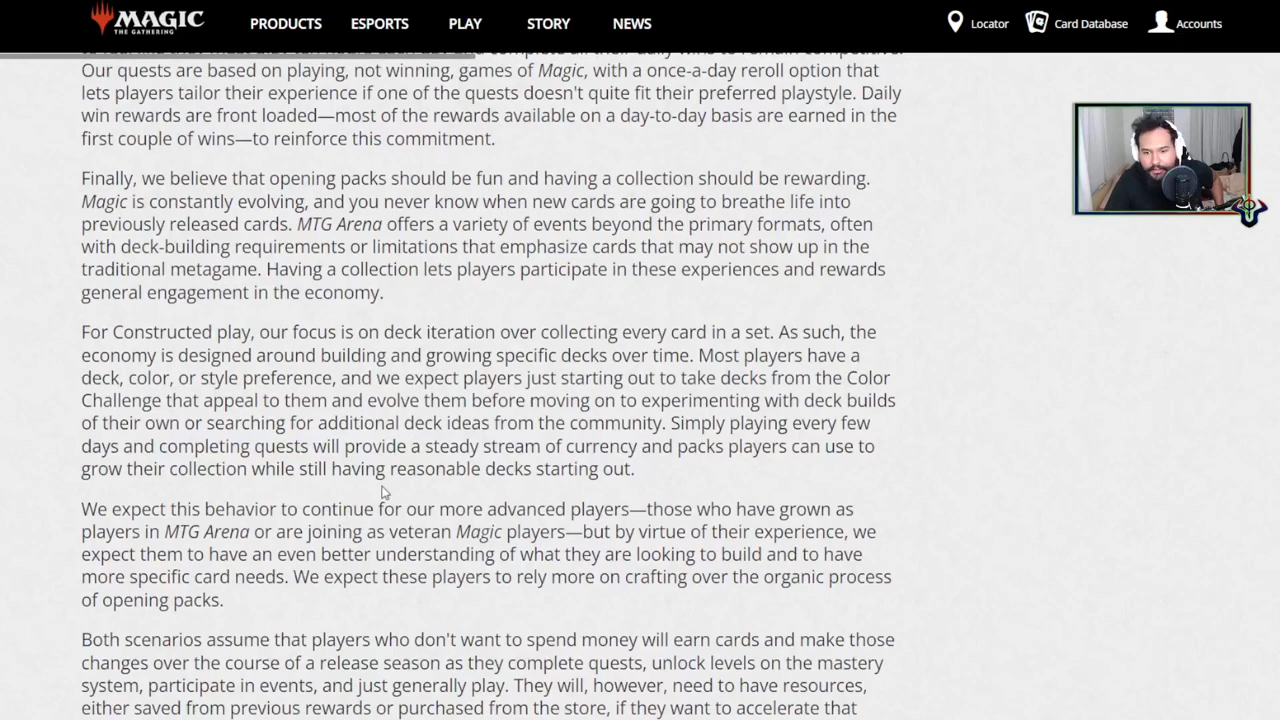 MAGIC
THE GATHERING
PRODUCTS ESPORTS PLAY STORY NEWS
Locator Card Database Accounts
complete all their daily wins to remain competitive.
Our quests are based on playing, not winning, games of Magic, with a once-a-day reroll option that
lets players tailor their experience if one of the quests doesn't quite fit their preferred playstyle. Daily
win rewards are front loaded—most of the rewards available on a day-to-day basis are earned in the
first couple of wins—to reinforce this commitment.
Finally, we believe that opening packs should be fun and having a collection should be rewarding.
Magic is constantly evolving, and you never know when new cards are going to breathe life into
previously released cards. MTG Arena offers a variety of events beyond the primary formats, often
with deck-building requirements or limitations that emphasize cards that may not show up in the
traditional metagame. Having a collection lets players participate in these experiences and rewards
general engagement in the economy.
For Constructed play, our focus is on deck iteration over collecting every card in a set. As such, the
economy is designed around building and growing specific decks over time. Most players have a
deck, color, or style preference, and we expect players just starting out to take decks from the Color
Challenge that appeal to them and evolve them before moving on to experimenting with deck builds
of their own or searching for additional deck ideas from the community. Simply playing every few
days and completing quests will provide a steady stream of currency and packs players can use to
grow their collection while still having reasonable decks starting out.
We expect this behavior to continue for our more advanced players—those who have grown as
players in MTG Arena or are joining as veteran Magic players—but by virtue of their experience, we
expect them to have an even better understanding of what they are looking to build and to have
more specific card needs. We expect these players to rely more on crafting over the organic process
of opening packs.
Both scenarios assume that players who don't want to spend money will earn cards and make those
changes over the course of a release season as they complete quests, unlock levels on the mastery
system, participate in events, and just generally play. They will, however, need to have resources,
either saved from previous rewards or purchased from the store, if they want to accelerate that